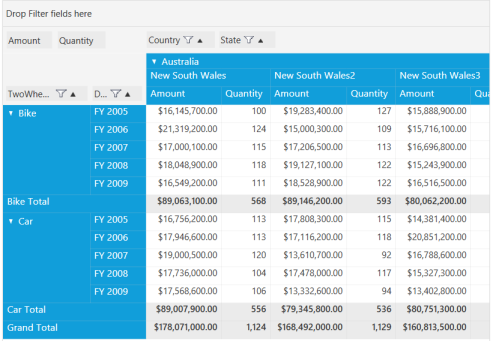 Drop Filter fields here
Amount Quantity Country State
Australia
New South Wales New South Wales2 New South Wales3
TwoWhe... D... Amount Quantity Amount Quantity Amount Qua
Bike FY 2005 $16,145,700.00 100 $19,283,400.00 127 $15,888,900.00
FY 2006 $21,319,200.00 124 $15,000,300.00 109 $15,716,100.00
FY 2007 $17,000,100.00 115 $17,206,500.00 113 $16,696,800.00
FY 2008 $18,048,900.00 118 $19,127,100.00 122 $15,243,900.00
FY 2009 $16,549,200.00 111 $18,528,900.00 122 $16,516,500.00
Bike Total $89,063,100.00 568 $89,146,200.00 593 $80,062,200.00
Car FY 2005 $16,756,200.00 113 $17,808,300.00 115 $14,381,400.00
FY 2006 $17,946,600.00 113 $17,116,200.00 118 $20,851,200.00
FY 2007 $19,000,500.00 120 $13,610,700.00 92 $16,788,600.00
FY 2008 $17,736,000.00 104 $17,478,000.00 117 $15,327,300.00
FY 2009 $17,568,600.00 106 $13,332,600.00 94 $13,402,800.00
Car Total $89,007,900.00 556 $79,345,800.00 536 $80,751,300.00
Grand Total $178,071,000.00 1,124 $168,492,000.00 1,129 $160,813,500.00